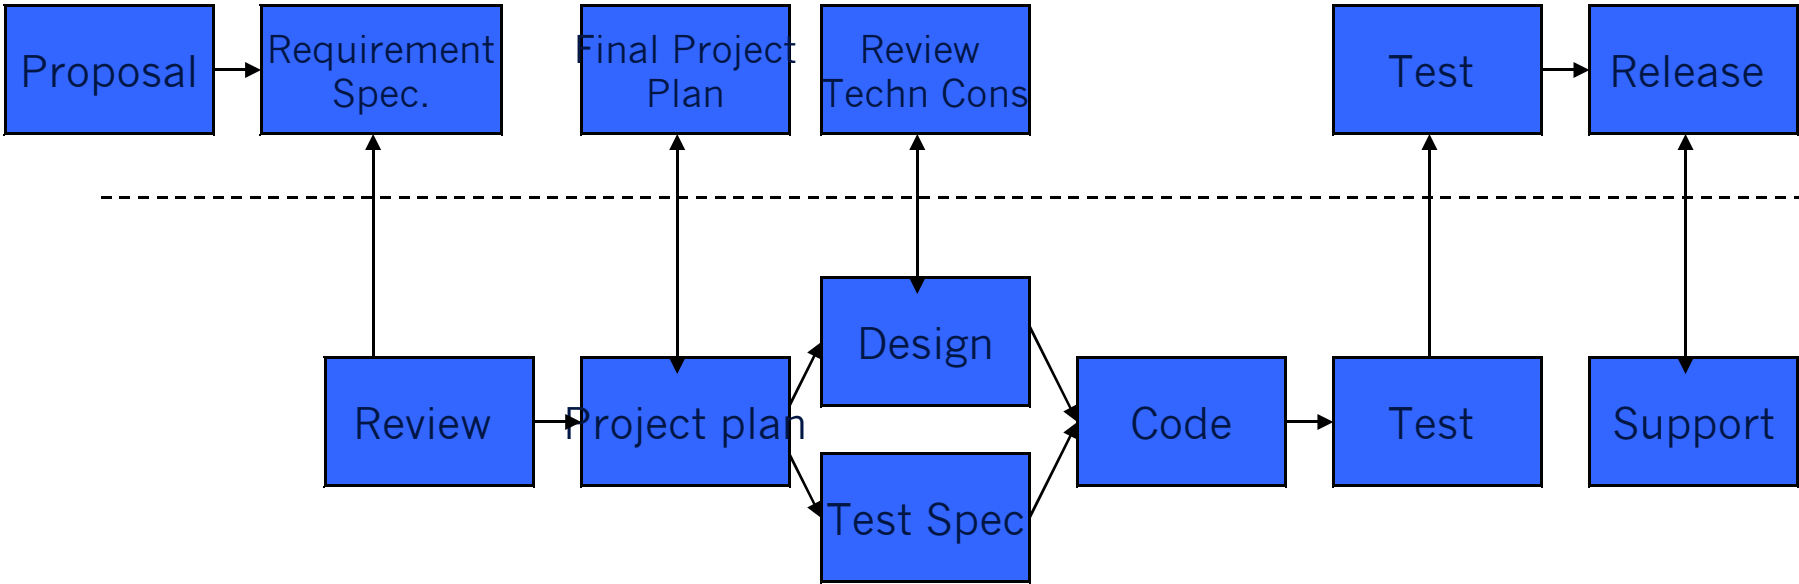 Proposal
Requirement
Spec.
Final Project
Plan
Review
Techn Cons
Test
Release
Review
Project plan
Design
Test Spec
Code
Test
Support